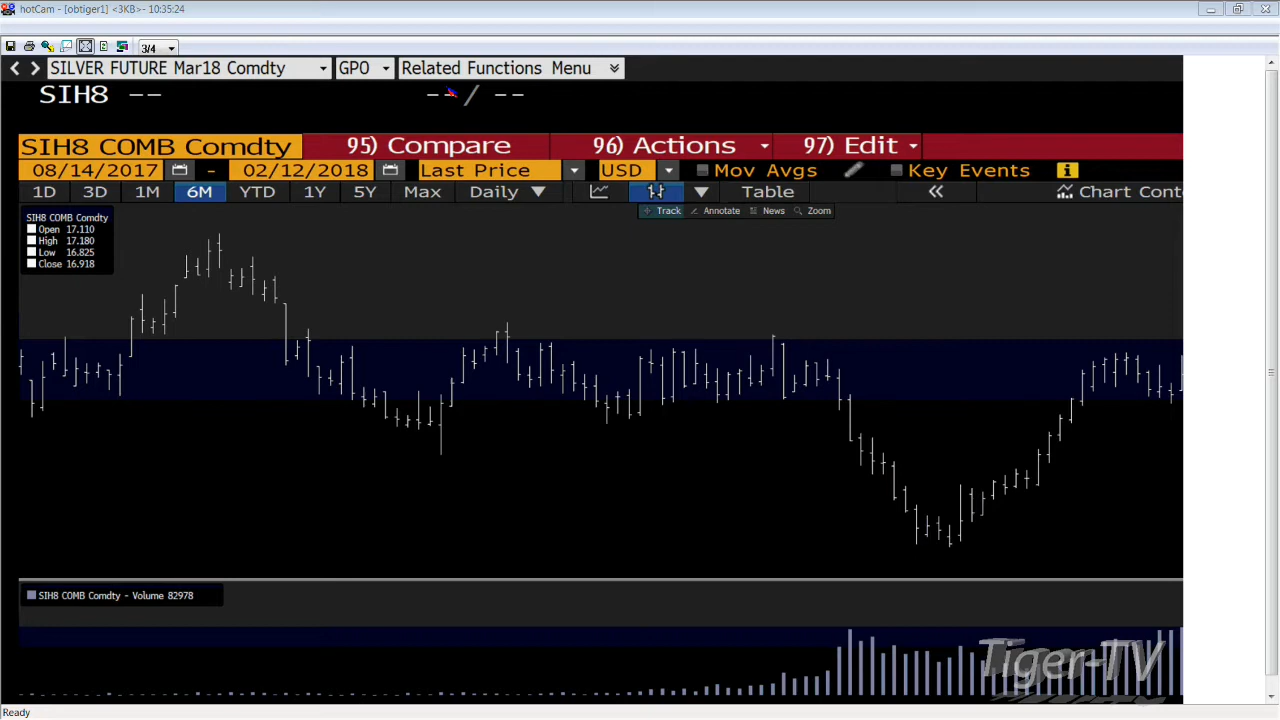 hotCam - [obtiger1] <3KB>- 10:35:24
3/4
SILVER FUTURE Mar18 Comdty GPO Related Functions Menu
SIH8 -- --/ --
SIH8 COMB Comdty 95) Compare 96) Actions 97) Edit
08/14/2017 - 02/12/2018 Last Price USD Mov Avgs Key Events
1D 3D 1M 6M YTD 1Y 5Y Max Daily ▼ Table « Chart Cont
Track Annotate News Zoom
SIH8 COMB Comdty
Open 17.110
High 17.180
Low 16.825
Close 16.918
SIH8 COMB Comdty - Volume 82978
Tiger-TV
Ready